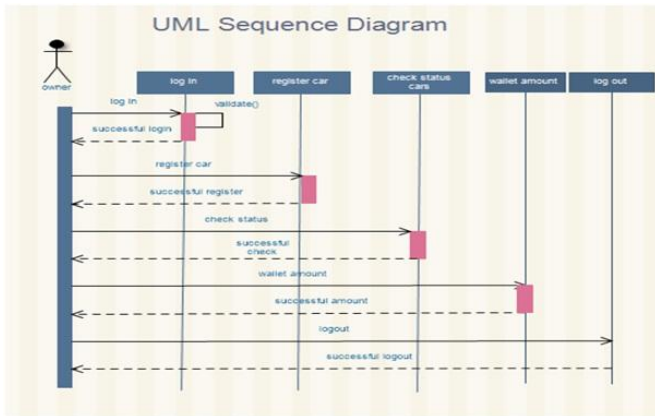 UML Sequence Diagram
owner
log in
register car
check status
cars
wallet amount
log out
log in
validate()
successful login
register car
successful register
check status
successful
check
wallet amount
successful amount
logout
successful logout